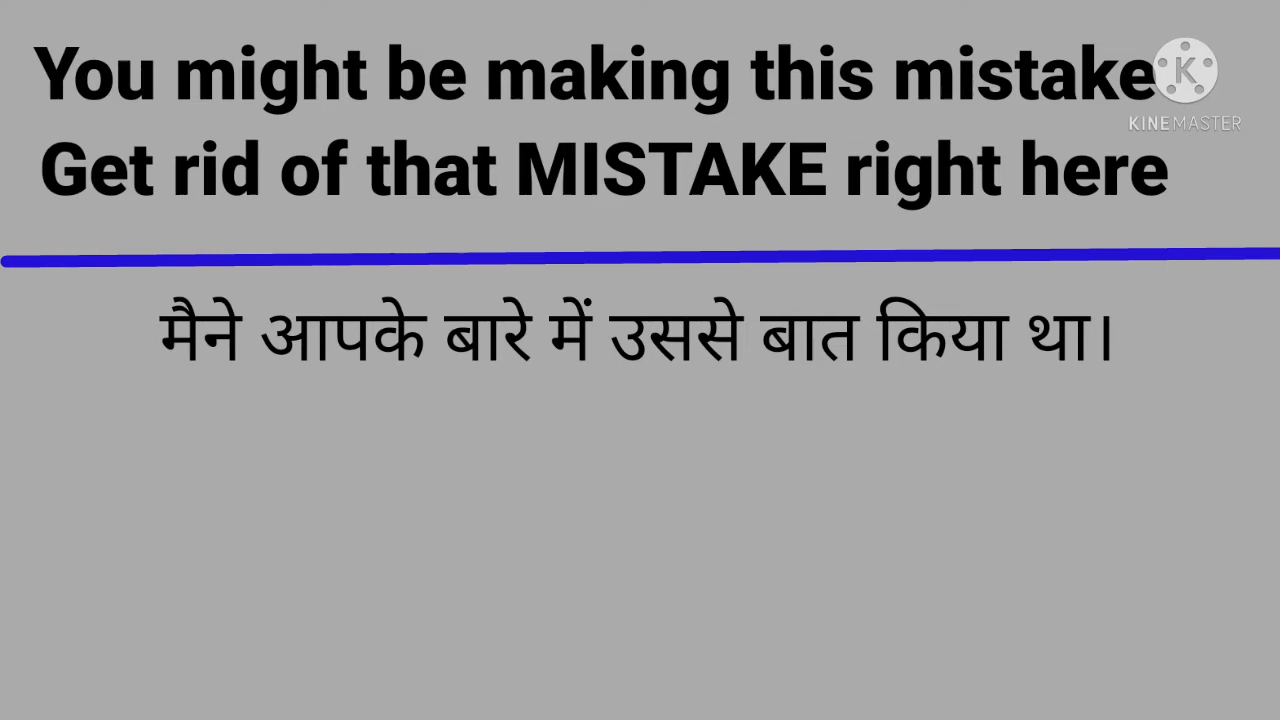 You might be making this mistake
KINEMASTER
Get rid of that MISTAKE right here
मैने आपके बारे में उससे बात किया था।